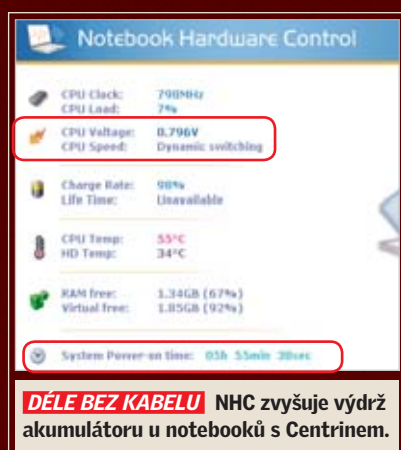 Notebook Hardware Control
CPU Clock: 798MHz
CPU Load: 7%
CPU Voltage: 0.796V
CPU Speed: Dynamic switching
Charge Rate: 98%
Life Time: Unavailable
CPU Temp: 55°C
HD Temp: 34°C
RAM free: 1.34GB (67%)
Virtual free: 1.85GB (92%)
System Power-on time: 05h 55min 38sec
DÉLE BEZ KABELU NHC zvyšuje výdrž
akumulátoru u notebooků s Centrinem.